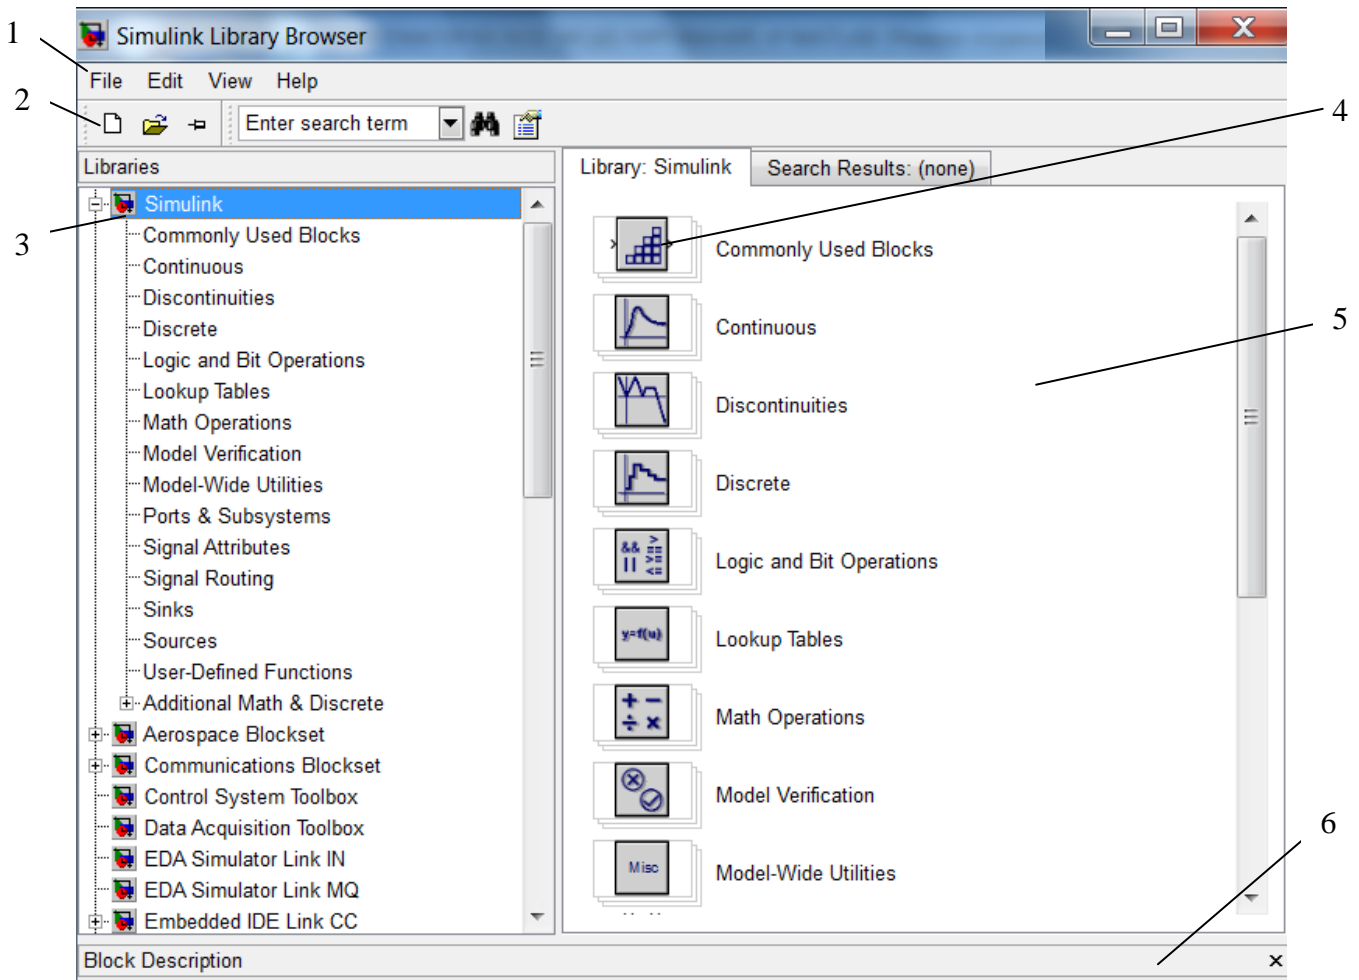 1
Simulink Library Browser
File Edit View Help
2
Enter search term
4
Libraries
Library: Simulink
Search Results: (none)
3
Simulink
Commonly Used Blocks
Continuous
Discontinuities
Discrete
Logic and Bit Operations
Lookup Tables
Math Operations
Model Verification
Model-Wide Utilities
Ports & Subsystems
Signal Attributes
Signal Routing
Sinks
Sources
User-Defined Functions
Additional Math & Discrete
Aerospace Blockset
Communications Blockset
Control System Toolbox
Data Acquisition Toolbox
EDA Simulator Link IN
EDA Simulator Link MQ
Embedded IDE Link CC
Commonly Used Blocks
Continuous
5
Discontinuities
Discrete
&& > ==
|| >= <=
Logic and Bit Operations
y=f(u)
Lookup Tables
+ −
÷ ×
Math Operations
Model Verification
6
Misc
Model-Wide Utilities
Block Description